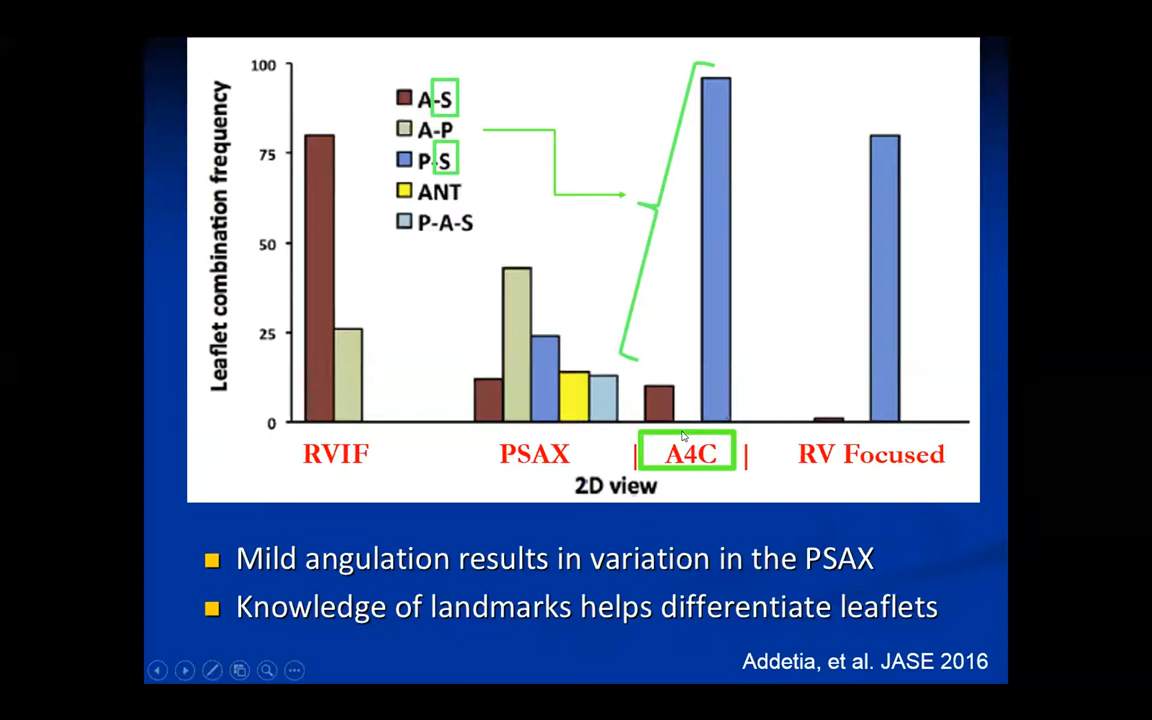 Leaflet combination frequency
100
75
50
25
0
A-S
A-P
P-S
ANT
P-A-S
RVIF PSAX | A4C | RV Focused
2D view
Mild angulation results in variation in the PSAX
Knowledge of landmarks helps differentiate leaflets
Addetia, et al. JASE 2016